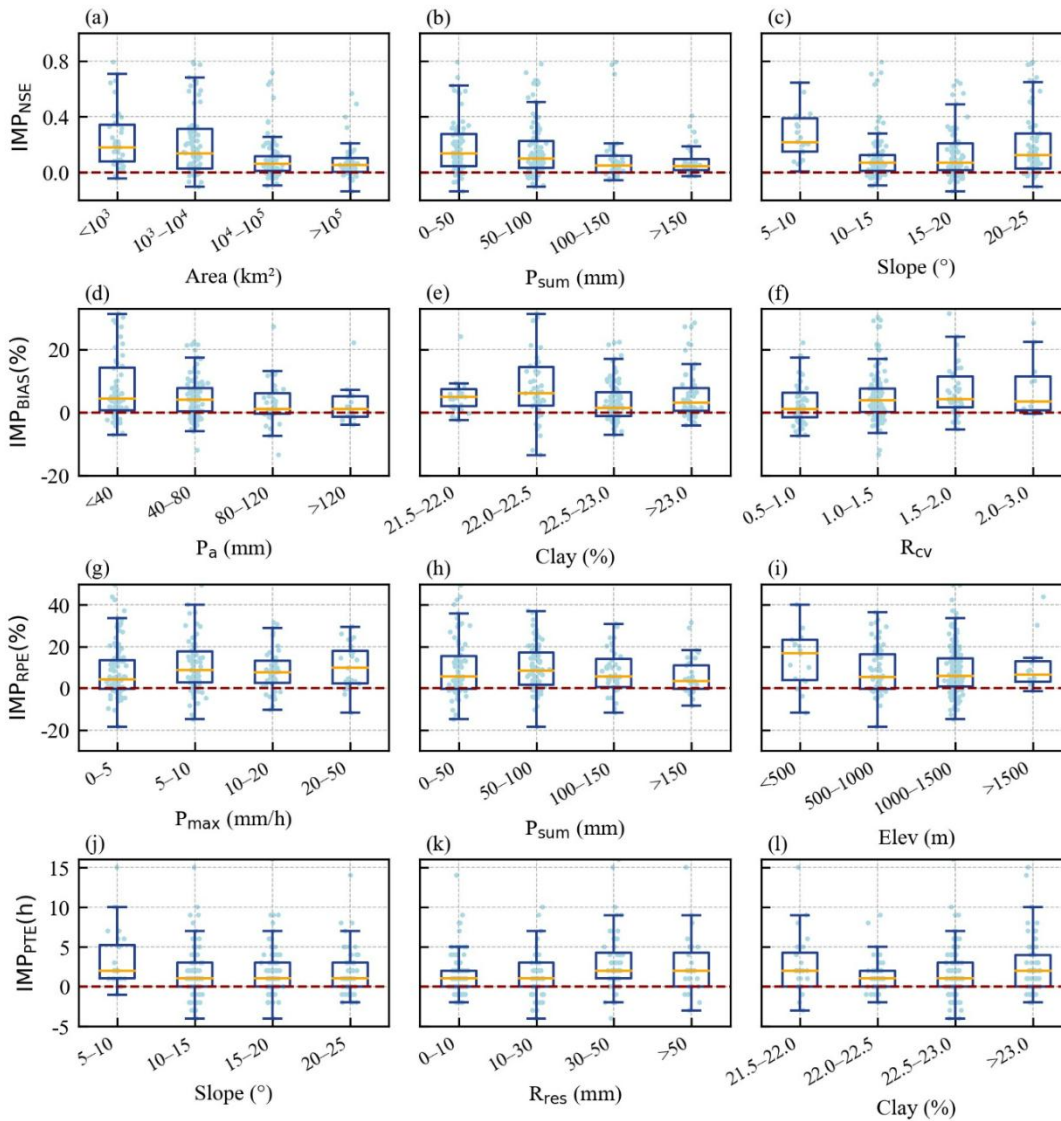 (a) (b) (c)
IMP_NSE
0.8
0.4
0.0
<10³ 10³–10⁴ 10⁴–10⁵ >10⁵
0–50 50–100 100–150 >150
5–10 10–15 15–20 20–25
Area (km²) P_sum (mm) Slope (°)
(d) (e) (f)
IMP_BIAS(%)
20
0
-20
<40 40–80 80–120 >120
21.5–22.0 22.0–22.5 22.5–23.0 >23.0
0.5–1.0 1.0–1.5 1.5–2.0 2.0–3.0
P_a (mm) Clay (%) R_cv
(g) (h) (i)
IMP_RPE(%)
40
20
0
-20
0–5 5–10 10–20 20–50
0–50 50–100 100–150 >150
<500 500–1000 1000–1500 >1500
P_max (mm/h) P_sum (mm) Elev (m)
(j) (k) (l)
IMP_PTE(h)
15
10
5
0
-5
5–10 10–15 15–20 20–25
0–10 10–30 30–50 >50
21.5–22.0 22.0–22.5 22.5–23.0 >23.0
Slope (°) R_res (mm) Clay (%)